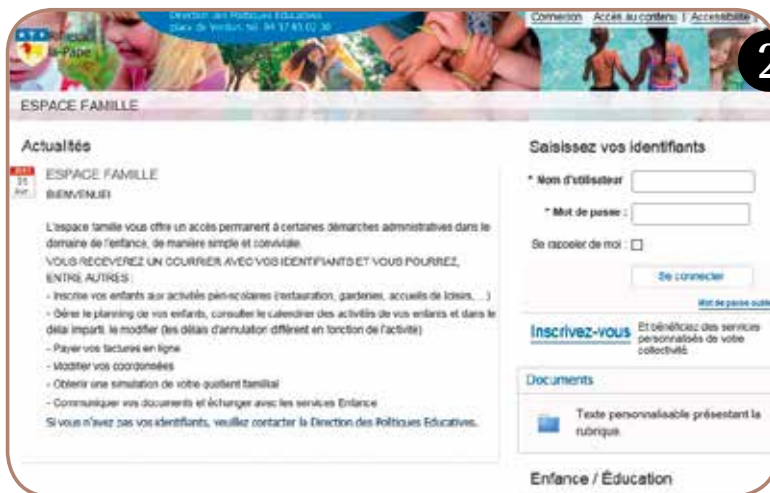 Direction des Politiques Educatives
place de Verdun, tél. 04 37 85 02 30
la-Pape
Connexion Accès au contenu | Accessibilité
2
ESPACE FAMILLE
Actualités
ESPACE FAMILLE
BIENVENUE!
L'espace famille vous offre un accès permanent à certaines démarches administratives dans le
domaine de l'enfance, de manière simple et conviviale.
VOUS RECEVEREZ UN COURRIER AVEC VOS IDENTIFIANTS ET VOUS POURREZ,
ENTRE AUTRES :
- Inscrire vos enfants aux activités péri-scolaires (restauration, garderies, accueils de loisirs, ...)
- Gérer le planning de vos enfants, consulter le calendrier des activités de vos enfants et dans le
délai imparti, le modifier (les délais d'annulation diffèrent en fonction de l'activité)
- Payer vos factures en ligne
- Modifier vos coordonnées
- Obtenir une simulation de votre quotient familial
- Communiquer vos documents et échanger avec les services Enfance
Si vous n'avez pas vos identifiants, veuillez contacter la Direction des Politiques Educatives.
Saisissez vos identifiants
* Nom d'utilisateur
* Mot de passe :
Se rappeler de moi :
Se connecter
Mot de passe oublié
Inscrivez-vous Et bénéficiez des services
personnalisés de votre
collectivité
Documents
Texte personnalisable présentant la
rubrique.
Enfance / Éducation